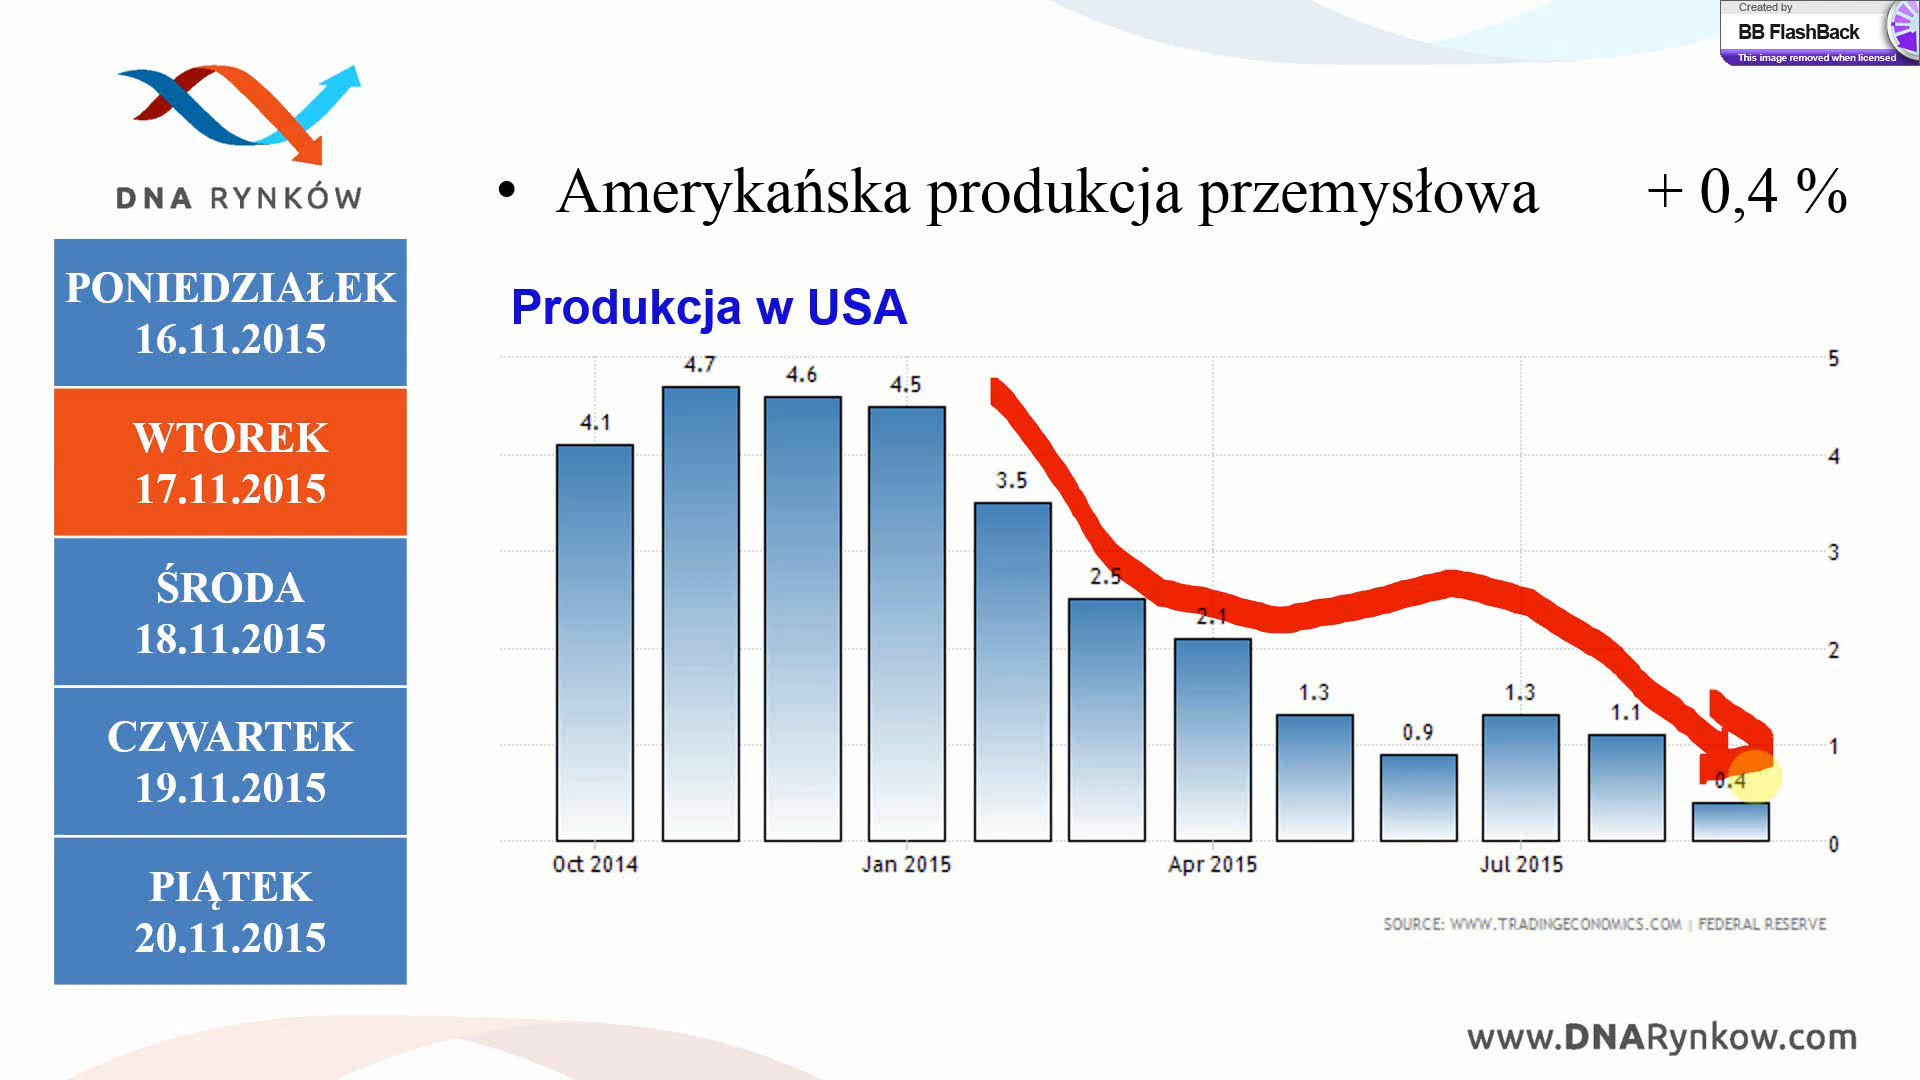 Created by
BB FlashBack
This image removed when licensed
DNA RYNKÓW
• Amerykańska produkcja przemysłowa + 0,4 %
PONIEDZIAŁEK
16.11.2015
WTOREK
17.11.2015
ŚRODA
18.11.2015
CZWARTEK
19.11.2015
PIĄTEK
20.11.2015
Produkcja w USA
4.1
4.7
4.6
4.5
3.5
2.5
2.1
1.3
0.9
1.3
1.1
0.4
5
4
3
2
1
0
Oct 2014
Jan 2015
Apr 2015
Jul 2015
SOURCE: WWW.TRADINGECONOMICS.COM | FEDERAL RESERVE
www.DNARynkow.com